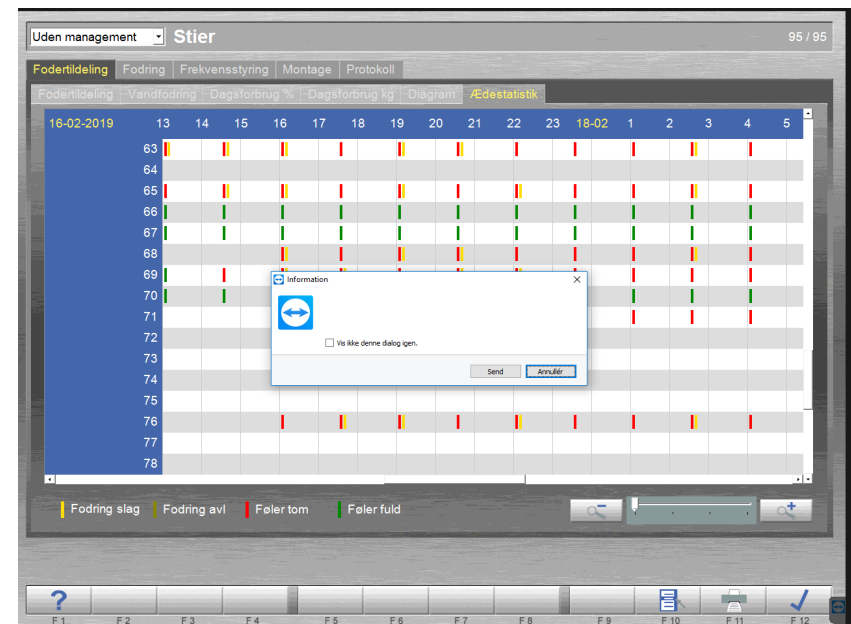 Uden management Stier 95 / 95
Fodertildeling Fodring Frekvensstyring Montage Protokoll
Fodertildeling Vandfodring Dagsforbrug % Dagsforbrug kg Diagram Ædestatistik
16-02-2019 13 14 15 16 17 18 19 20 21 22 23 18-02 1 2 3 4 5
63
64
65
66
67
68
69
70
71
72
73
74
75
76
77
78
Information
Vis ikke denne dialog igen.
Send Annullér
Fodring slag Fodring avl Føler tom Føler fuld
?
F 1 F 2 F 3 F 4 F 5 F 6 F 7 F 8 F 9 F 10 F 11 F 12